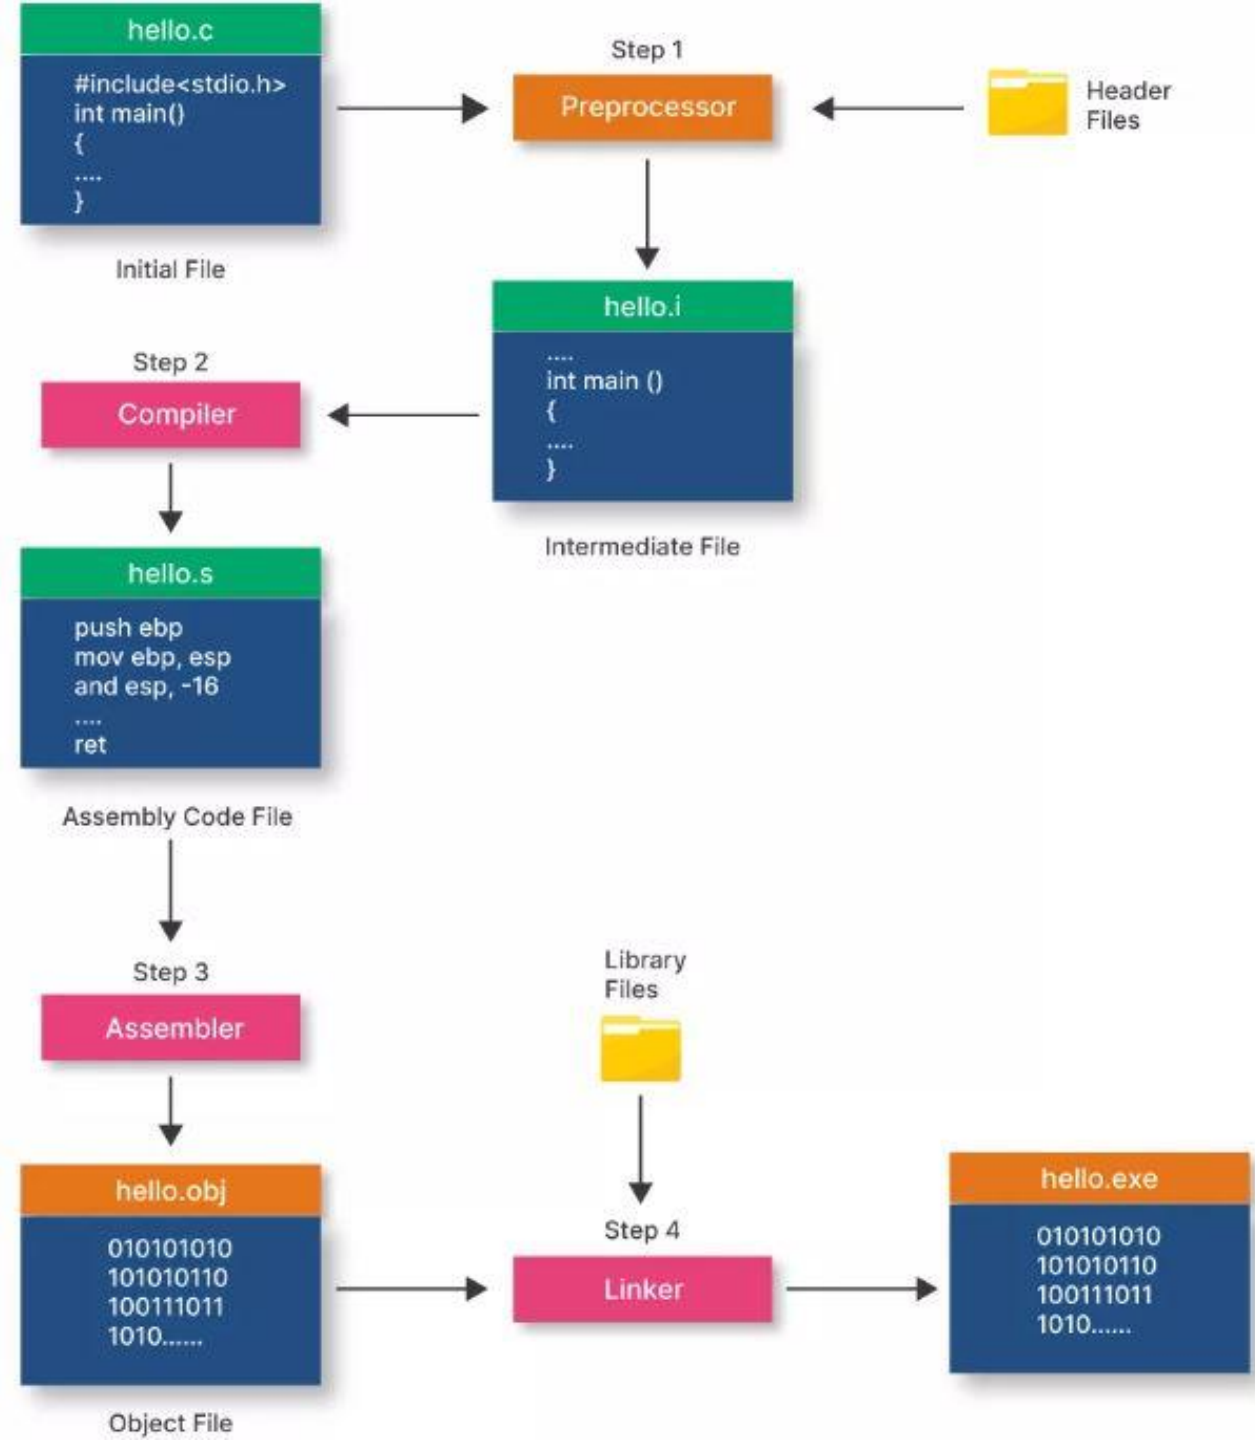 hello.c
#include<stdio.h>
int main()
{
....
}
Initial File
Step 1
Preprocessor
Header
Files
hello.i
....
int main ()
{
....
}
Intermediate File
Step 2
Compiler
hello.s
push ebp
mov ebp, esp
and esp, -16
....
ret
Assembly Code File
Step 3
Assembler
hello.obj
010101010
101010110
100111011
1010......
Object File
Library
Files
Step 4
Linker
hello.exe
010101010
101010110
100111011
1010......